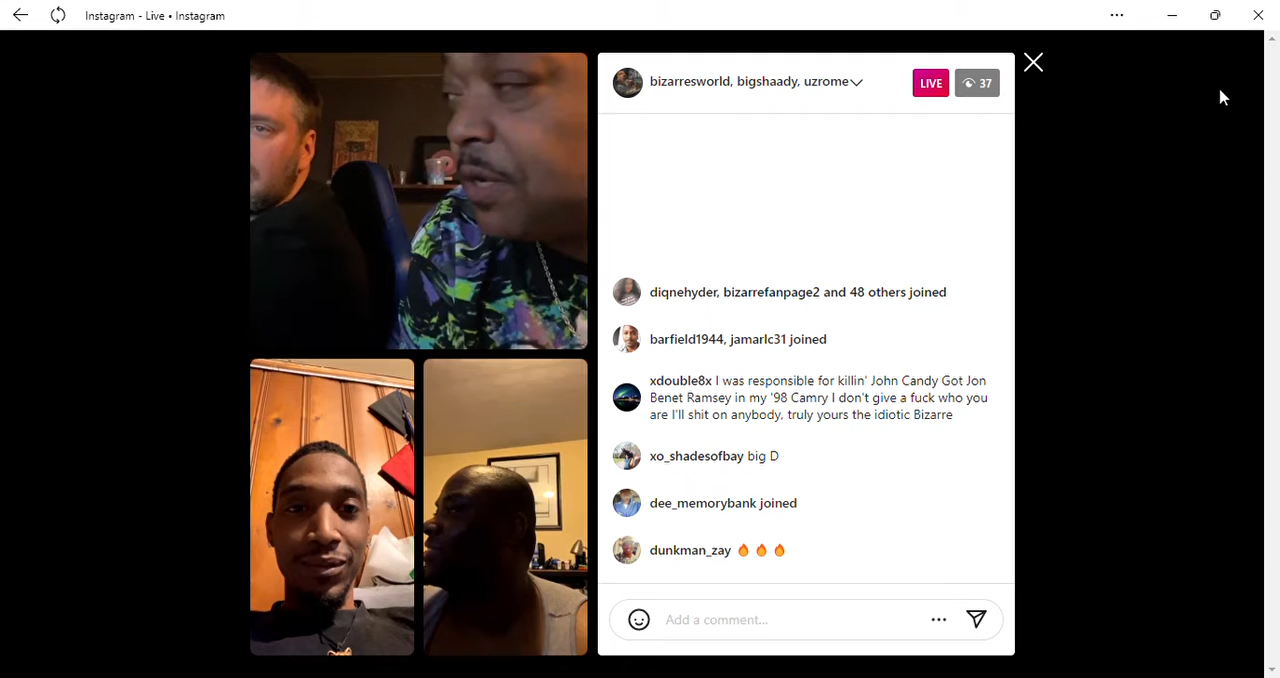 Instagram - Live • Instagram
bizarresworld, bigshaady, uzrome
LIVE
37
diqnehyder, bizarrefanpage2 and 48 others joined
barfield1944, jamarlc31 joined
xdouble8x I was responsible for killin' John Candy Got Jon
Benet Ramsey in my '98 Camry I don't give a fuck who you
are I'll shit on anybody, truly yours the idiotic Bizarre
xo_shadesofbay big D
dee_memorybank joined
dunkman_zay 🔥 🔥 🔥
Add a comment...